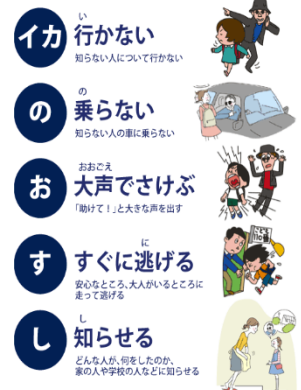 イカ
い
行かない
知らない人について行かない
の
の
乗らない
知らない人の車に乗らない
お
おおごえ
大声でさけぶ
「助けて！」と大きな声を出す
す
に
すぐに逃げる
安心なところ、大人がいるところに
走って逃げる
し
し
知らせる
どんな人が、何をしたのか、
家の人や学校の人などに知らせる